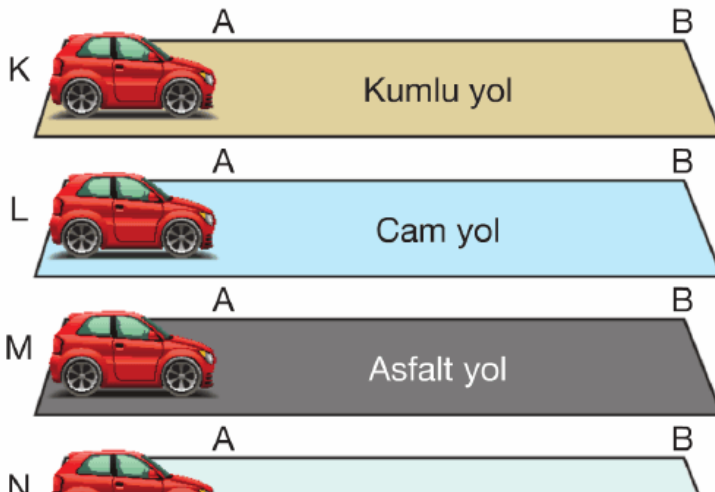 A B
K
Kumlu yol
A B
L
Cam yol
A B
M
Asfalt yol
A B
N